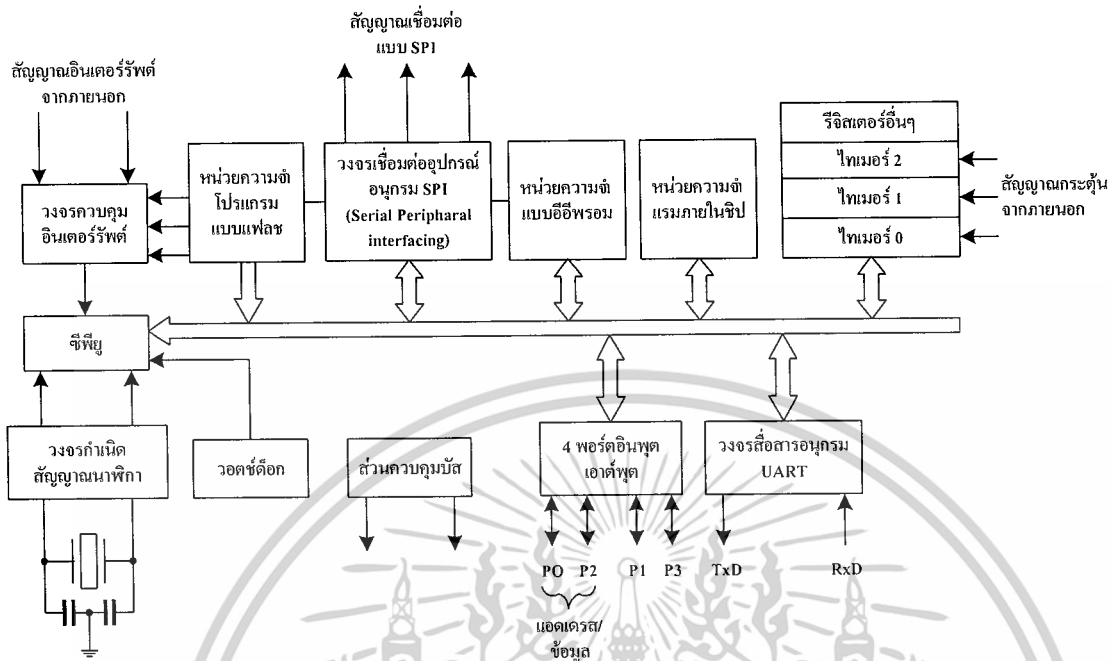 สัญญาณเชื่อมต่อ
แบบ SPI
สัญญาณอินเตอร์รัพต์
จากภายนอก
วงจรควบคุม
อินเตอร์รัพต์
หน่วยความจำ
โปรแกรม
แบบแฟลช
วงจรเชื่อมต่ออุปกรณ์
อนุกรม SPI
(Serial Peripharal
interfacing)
หน่วยความจำ
แบบอีอีพรอม
หน่วยความจำ
แรมภายในชิป
รีจิสเตอร์อื่นๆ
ไทเมอร์ 2
ไทเมอร์ 1
ไทเมอร์ 0
สัญญาณกระตุ้น
จากภายนอก
ซีพียู
วงจรกำเนิด
สัญญาณนาฬิกา
วอตช์ด็อก
ส่วนควบคุมบัส
4 พอร์ตอินพุต
เอาต์พุต
วงจรสื่อสารอนุกรม
UART
PO P2 P1 P3 TxD RxD
แอดเดรส/
ข้อมูล